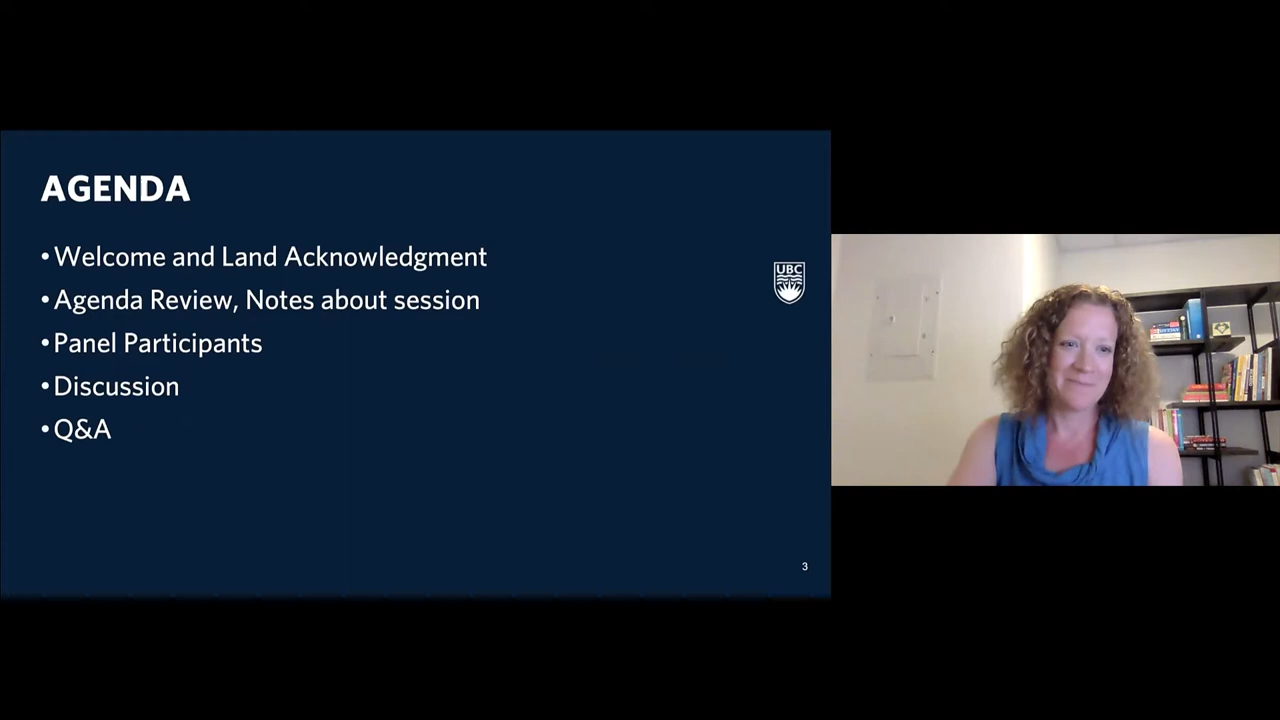 AGENDA
•Welcome and Land Acknowledgment
•Agenda Review, Notes about session
•Panel Participants
•Discussion
•Q&A
UBC
3